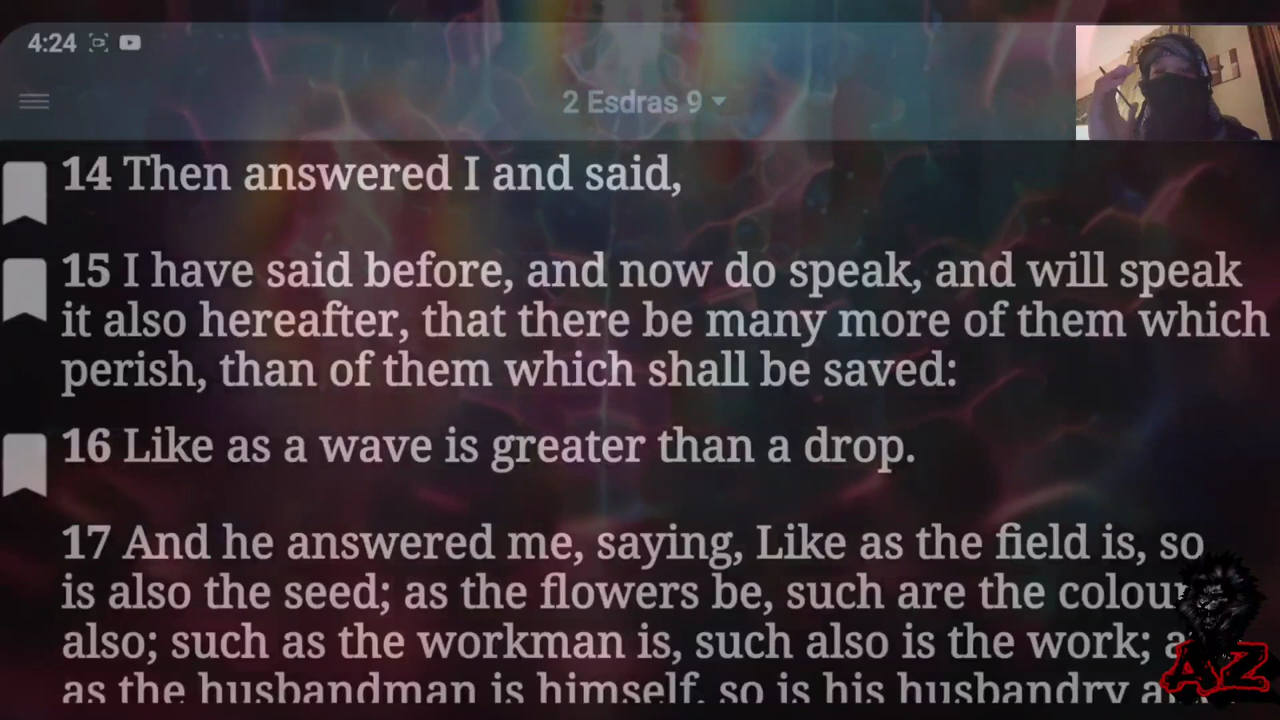 4:24
2 Esdras 9
14 Then answered I and said,
15 I have said before, and now do speak, and will speak
it also hereafter, that there be many more of them which
perish, than of them which shall be saved:
16 Like as a wave is greater than a drop.
17 And he answered me, saying, Like as the field is, so
is also the seed; as the flowers be, such are the colour
also; such as the workman is, such also is the work; a
as the husbandman is himself, so is his husbandry al
AZ